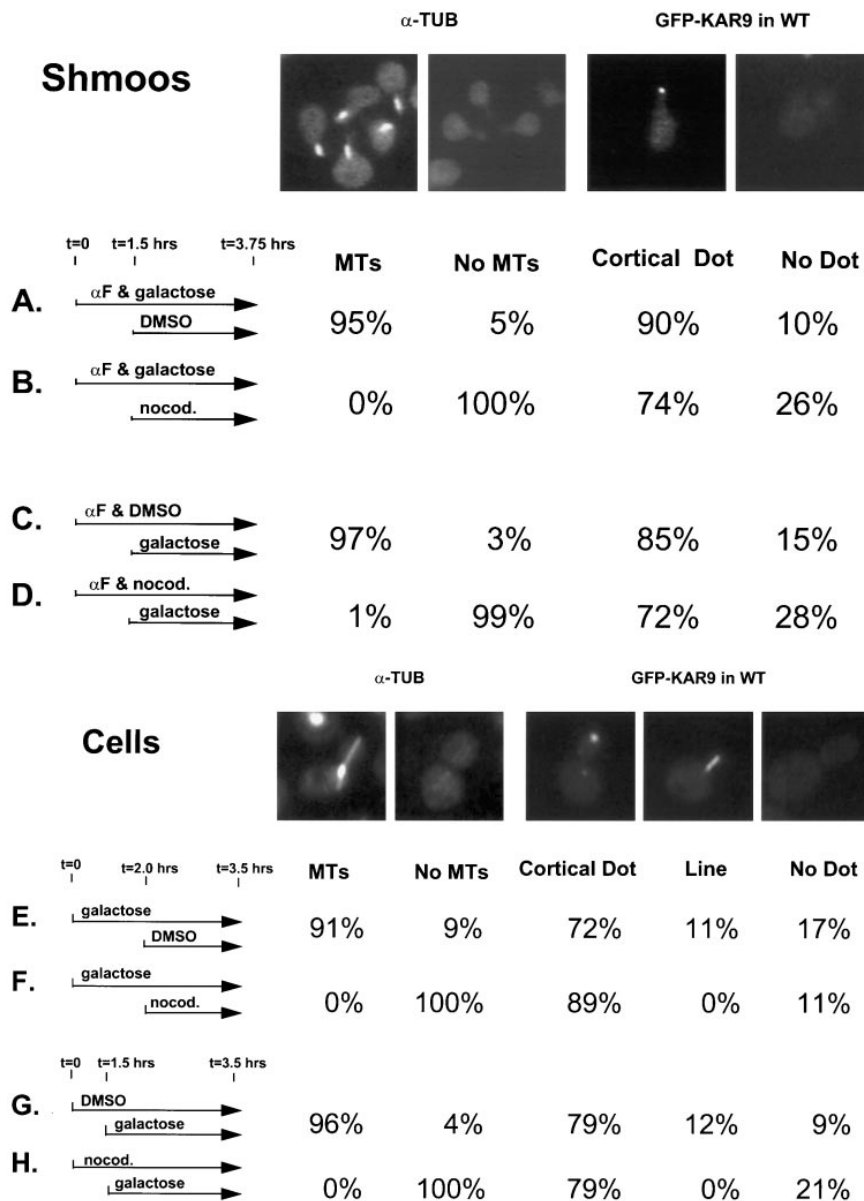 α-TUB GFP-KAR9 in WT
Shmoos
t=0 t=1.5 hrs t=3.75 hrs
MTs No MTs Cortical Dot No Dot
A. αF & galactose
DMSO 95% 5% 90% 10%
B. αF & galactose
nocod. 0% 100% 74% 26%
C. αF & DMSO
galactose 97% 3% 85% 15%
D. αF & nocod.
galactose 1% 99% 72% 28%
α-TUB GFP-KAR9 in WT
Cells
t=0 t=2.0 hrs t=3.5 hrs
MTs No MTs Cortical Dot Line No Dot
E. galactose
DMSO 91% 9% 72% 11% 17%
F. galactose
nocod. 0% 100% 89% 0% 11%
t=0 t=1.5 hrs t=3.5 hrs
G. DMSO
galactose 96% 4% 79% 12% 9%
H. nocod.
galactose 0% 100% 79% 0% 21%